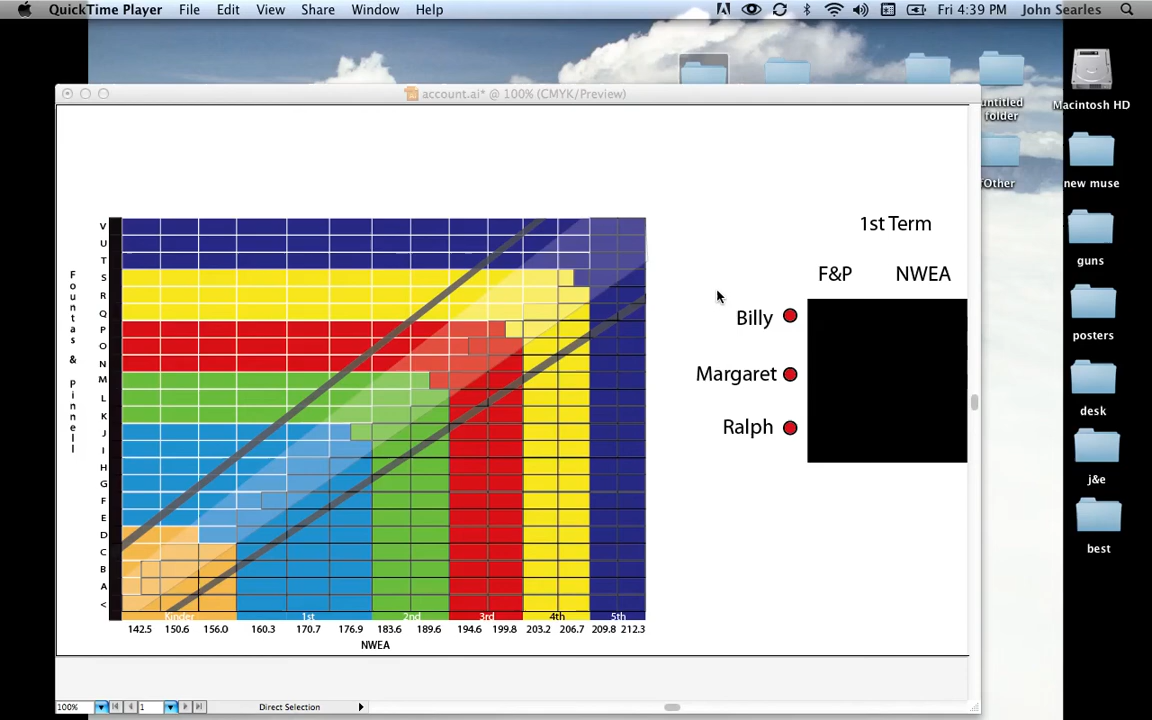 QuickTime Player File Edit View Share Window Help Fri 4:39 PM John Searles
account.ai* @ 100% (CMYK/Preview)
untitled
folder
Other
Macintosh HD
new muse
guns
posters
desk
j&e
best
Fountas & Pinnell
V
U
T
S
R
Q
P
O
N
M
L
K
J
I
H
G
F
E
D
C
B
A
<
Kinder 1st 2nd 3rd 4th 5th
142.5 150.6 156.0 160.3 170.7 176.9 183.6 189.6 194.6 199.8 203.2 206.7 209.8 212.3
NWEA
1st Term
F&P NWEA
Billy
Margaret
Ralph
100% 1 Direct Selection